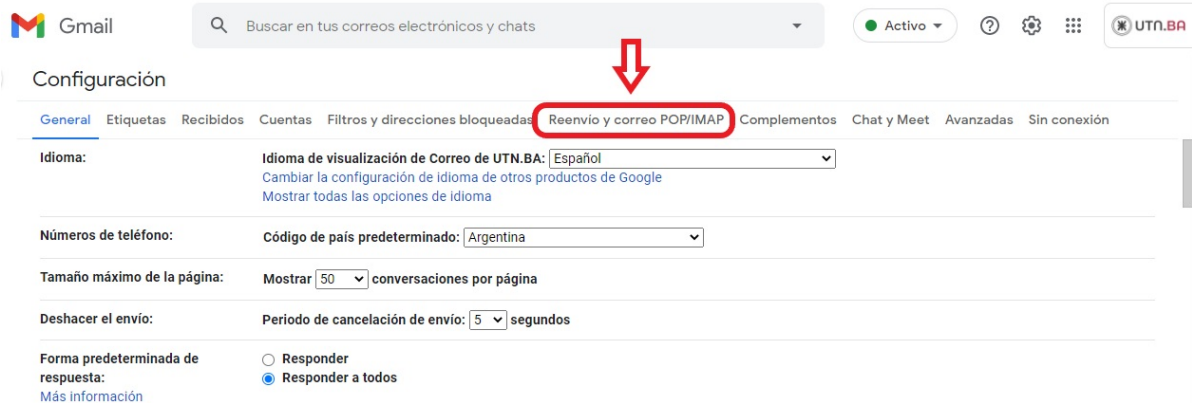 Gmail
Buscar en tus correos electrónicos y chats
Activo
UTN.BA
Configuración
General Etiquetas Recibidos Cuentas Filtros y direcciones bloqueadas Reenvío y correo POP/IMAP Complementos Chat y Meet Avanzadas Sin conexión
Idioma: Idioma de visualización de Correo de UTN.BA: Español
Cambiar la configuración de idioma de otros productos de Google
Mostrar todas las opciones de idioma
Números de teléfono: Código de país predeterminado: Argentina
Tamaño máximo de la página: Mostrar 50 conversaciones por página
Deshacer el envío: Periodo de cancelación de envío: 5 segundos
Forma predeterminada de respuesta: Responder
Responder a todos
Más información